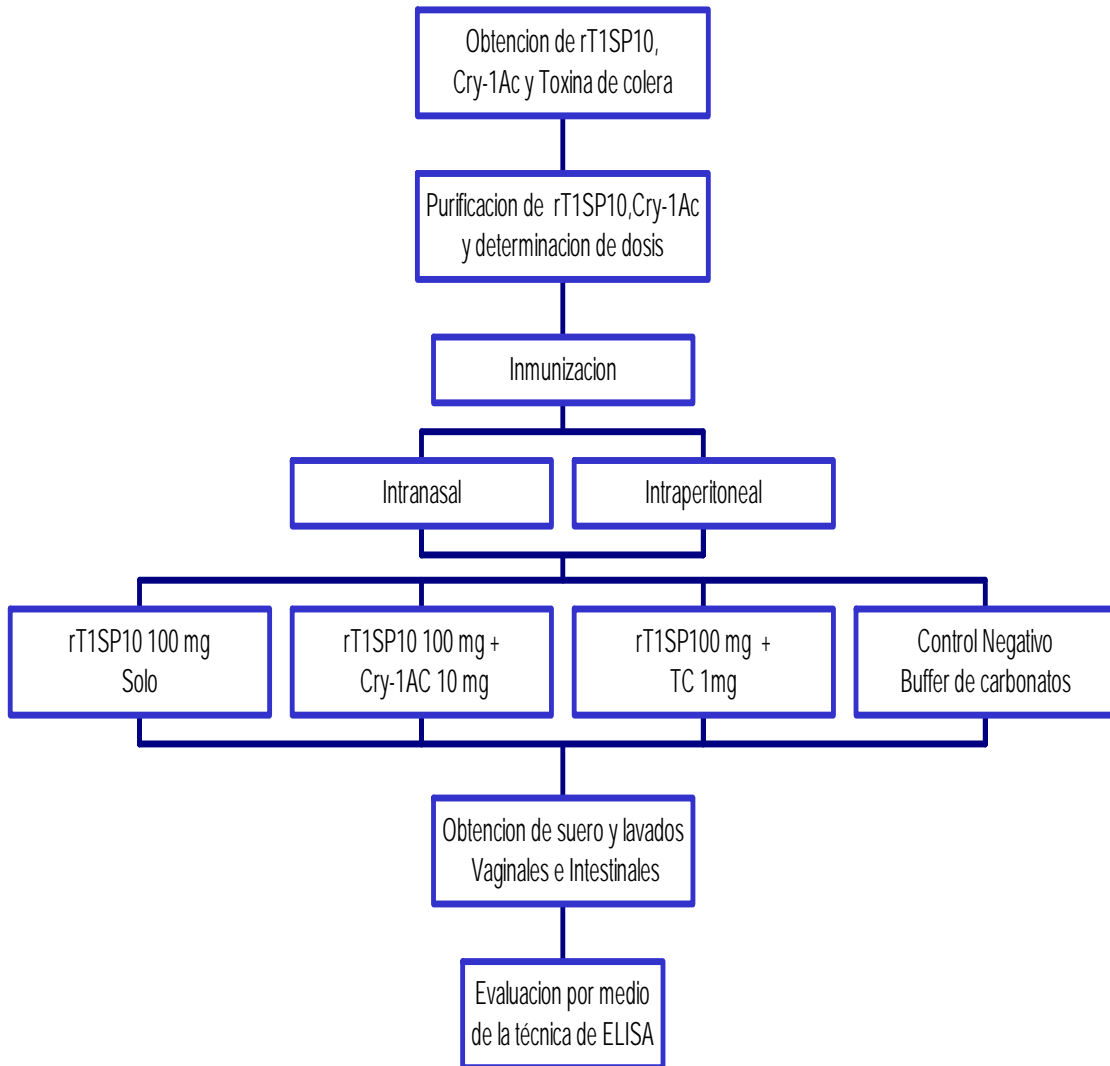 Obtencion de rT1SP10,
Cry-1Ac y Toxina de colera
Purificacion de rT1SP10,Cry-1Ac
y determinacion de dosis
Inmunizacion
Intranasal
Intraperitoneal
rT1SP10 100 mg
Solo
rT1SP10 100 mg +
Cry-1AC 10 mg
rT1SP100 mg +
TC 1mg
Control Negativo
Buffer de carbonatos
Obtencion de suero y lavados
Vaginales e Intestinales
Evaluacion por medio
de la técnica de ELISA